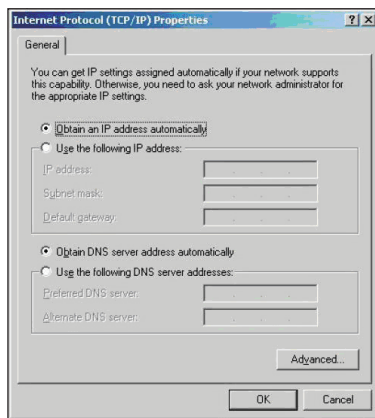 Internet Protocol (TCP/IP) Properties
General
You can get IP settings assigned automatically if your network supports
this capability. Otherwise, you need to ask your network administrator for
the appropriate IP settings.
Obtain an IP address automatically
Use the following IP address:
IP address:
Subnet mask:
Default gateway:
Obtain DNS server address automatically
Use the following DNS server addresses:
Preferred DNS server:
Alternate DNS server:
Advanced...
OK
Cancel